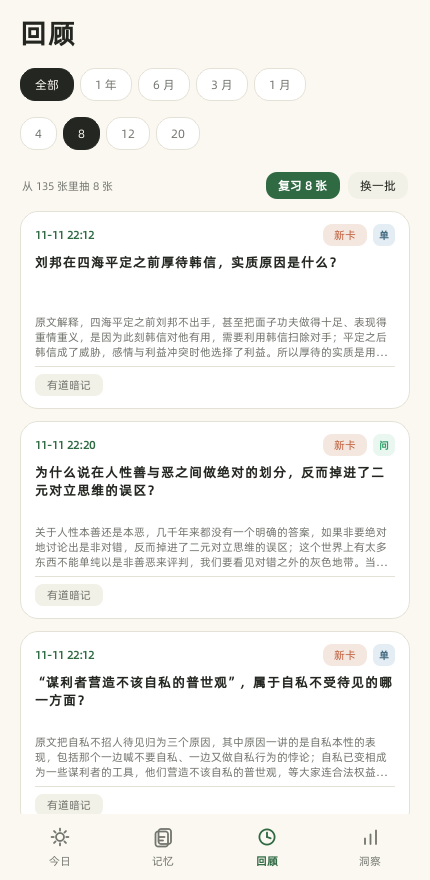 回顾
全部 1 年 6 月 3 月 1 月
4 8 12 20
从 135 张里抽 8 张 复习 8 张 换一批
11-11 22:12 新卡 单
刘邦在四海平定之前厚待韩信，实质原因是什么？
原文解释，四海平定之前刘邦不出手，甚至把面子功夫做得十足、表现得
重情重义，是因为此刻韩信对他有用，需要利用韩信扫除对手；平定之后
韩信成了威胁，感情与利益冲突时他选择了利益。所以厚待的实质是用…
有道暗记
11-11 22:20 新卡 问
为什么说在人性善与恶之间做绝对的划分，反而掉进了二
元对立思维的误区？
关于人性本善还是本恶，几千年来都没有一个明确的答案，如果非要绝对
地讨论出是非对错，反而掉进了二元对立思维的误区；这个世界上有太多
东西不能单纯以是非善恶来评判，我们要看见对错之外的灰色地带。当…
有道暗记
11-11 22:12 新卡 单
“谋利者营造不该自私的普世观”，属于自私不受待见的哪
一方面？
原文把自私不招人待见归为三个原因，其中原因一讲的是自私本性的表
现，包括那个一边喊不要自私、一边又做自私行为的悖论；自私已变相成
为一些谋利者的工具，他们营造不该自私的普世观，等大家连合法权益…
有道暗记
今日 记忆 回顾 洞察